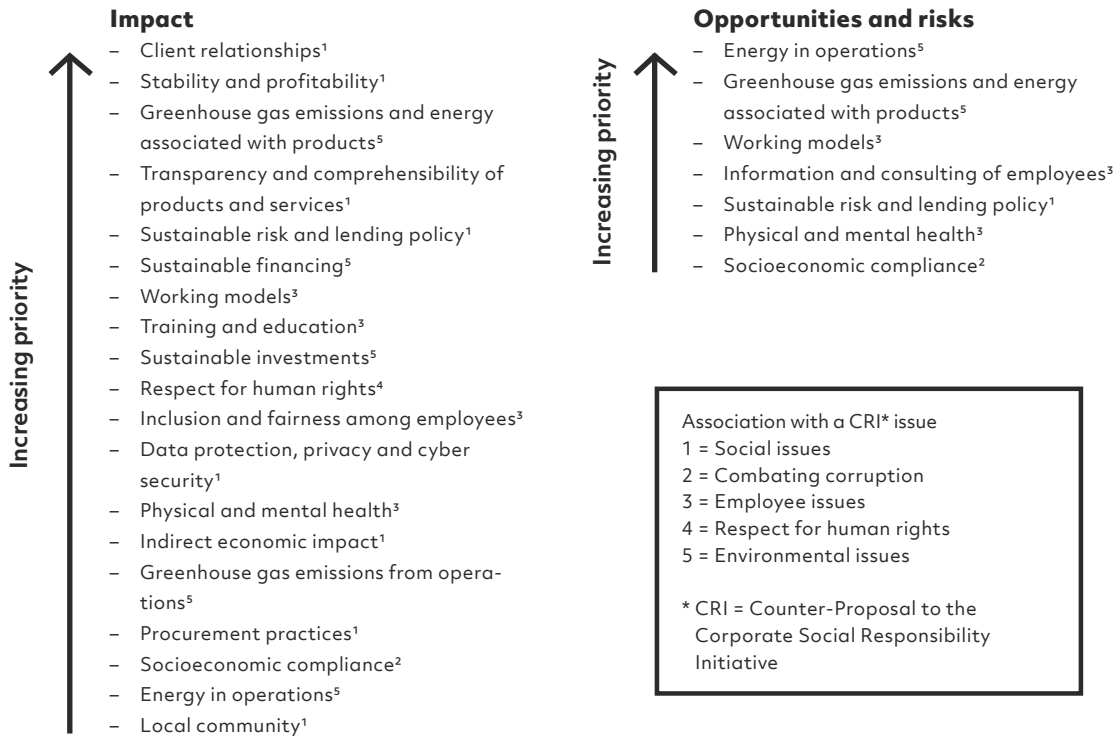 Impact
Increasing priority
– Client relationships¹
– Stability and profitability¹
– Greenhouse gas emissions and energy
associated with products⁵
– Transparency and comprehensibility of
products and services¹
– Sustainable risk and lending policy¹
– Sustainable financing⁵
– Working models³
– Training and education³
– Sustainable investments⁵
– Respect for human rights⁴
– Inclusion and fairness among employees³
– Data protection, privacy and cyber
security¹
– Physical and mental health³
– Indirect economic impact¹
– Greenhouse gas emissions from opera-
tions⁵
– Procurement practices¹
– Socioeconomic compliance²
– Energy in operations⁵
– Local community¹
Opportunities and risks
Increasing priority
– Energy in operations⁵
– Greenhouse gas emissions and energy
associated with products⁵
– Working models³
– Information and consulting of employees³
– Sustainable risk and lending policy¹
– Physical and mental health³
– Socioeconomic compliance²
Association with a CRI* issue
1 = Social issues
2 = Combating corruption
3 = Employee issues
4 = Respect for human rights
5 = Environmental issues
* CRI = Counter-Proposal to the
Corporate Social Responsibility
Initiative